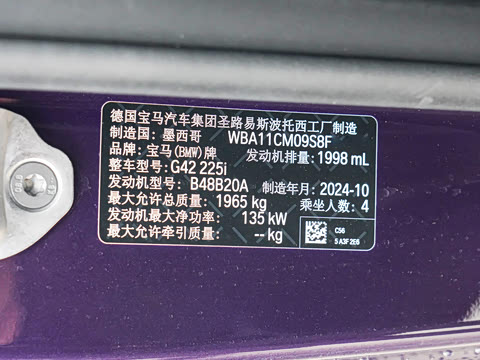 德国宝马汽车集团圣路易斯波托西工厂制造
制造国：墨西哥 WBA11CM09S8F
品牌：宝马(BMW)牌 发动机排量：1998 mL
整车型号：G42 225i
发动机型号：B48B20A 制造年月：2024-10
最大允许总质量：1965 kg 乘坐人数：4
发动机最大净功率：135 kW
最大允许牵引质量：-- kg
C56
5 A3F 2E6